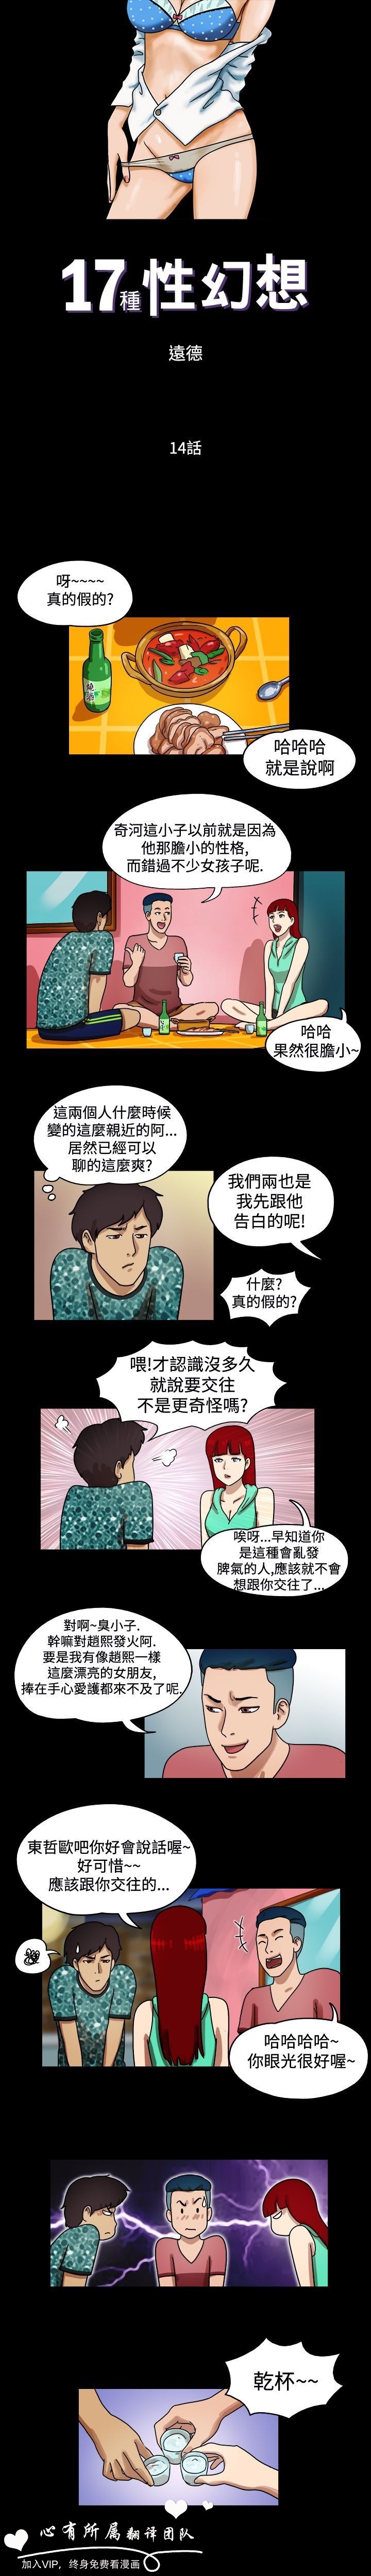 17種性幻想
遠德
14話
呀~~~~
真的假的?
燒酒
哈哈哈
就是說啊
奇河這小子以前就是因為
他那膽小的性格,
而錯過不少女孩子呢.
哈哈
果然很膽小~
這兩個人什麼時候
變的這麼親近的阿...
居然已經可以
聊的這麼爽?
我們兩也是
我先跟他
告白的呢!
什麼?
真的假的?
喂!才認識沒多久
就說要交往
不是更奇怪嗎?
唉呀...早知道你
是這種會亂發
脾氣的人,應該就不會
想跟你交往了...
對啊~臭小子.
幹嘛對趙熙發火阿.
要是我有像趙熙一樣
這麼漂亮的女朋友,
捧在手心愛護都來不及了呢.
東哲歐吧你好會說話喔~
好可惜~~
應該跟你交往的...
哈哈哈哈~
你眼光很好喔~
乾杯~~
心有所属翻译团队
加入VIP，终身免费看漫画